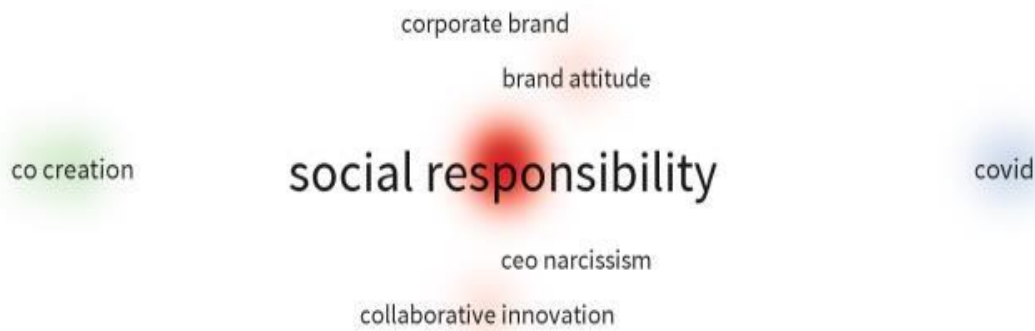 corporate brand
brand attitude
co creation
social responsibility
covid
ceo narcissism
collaborative innovation